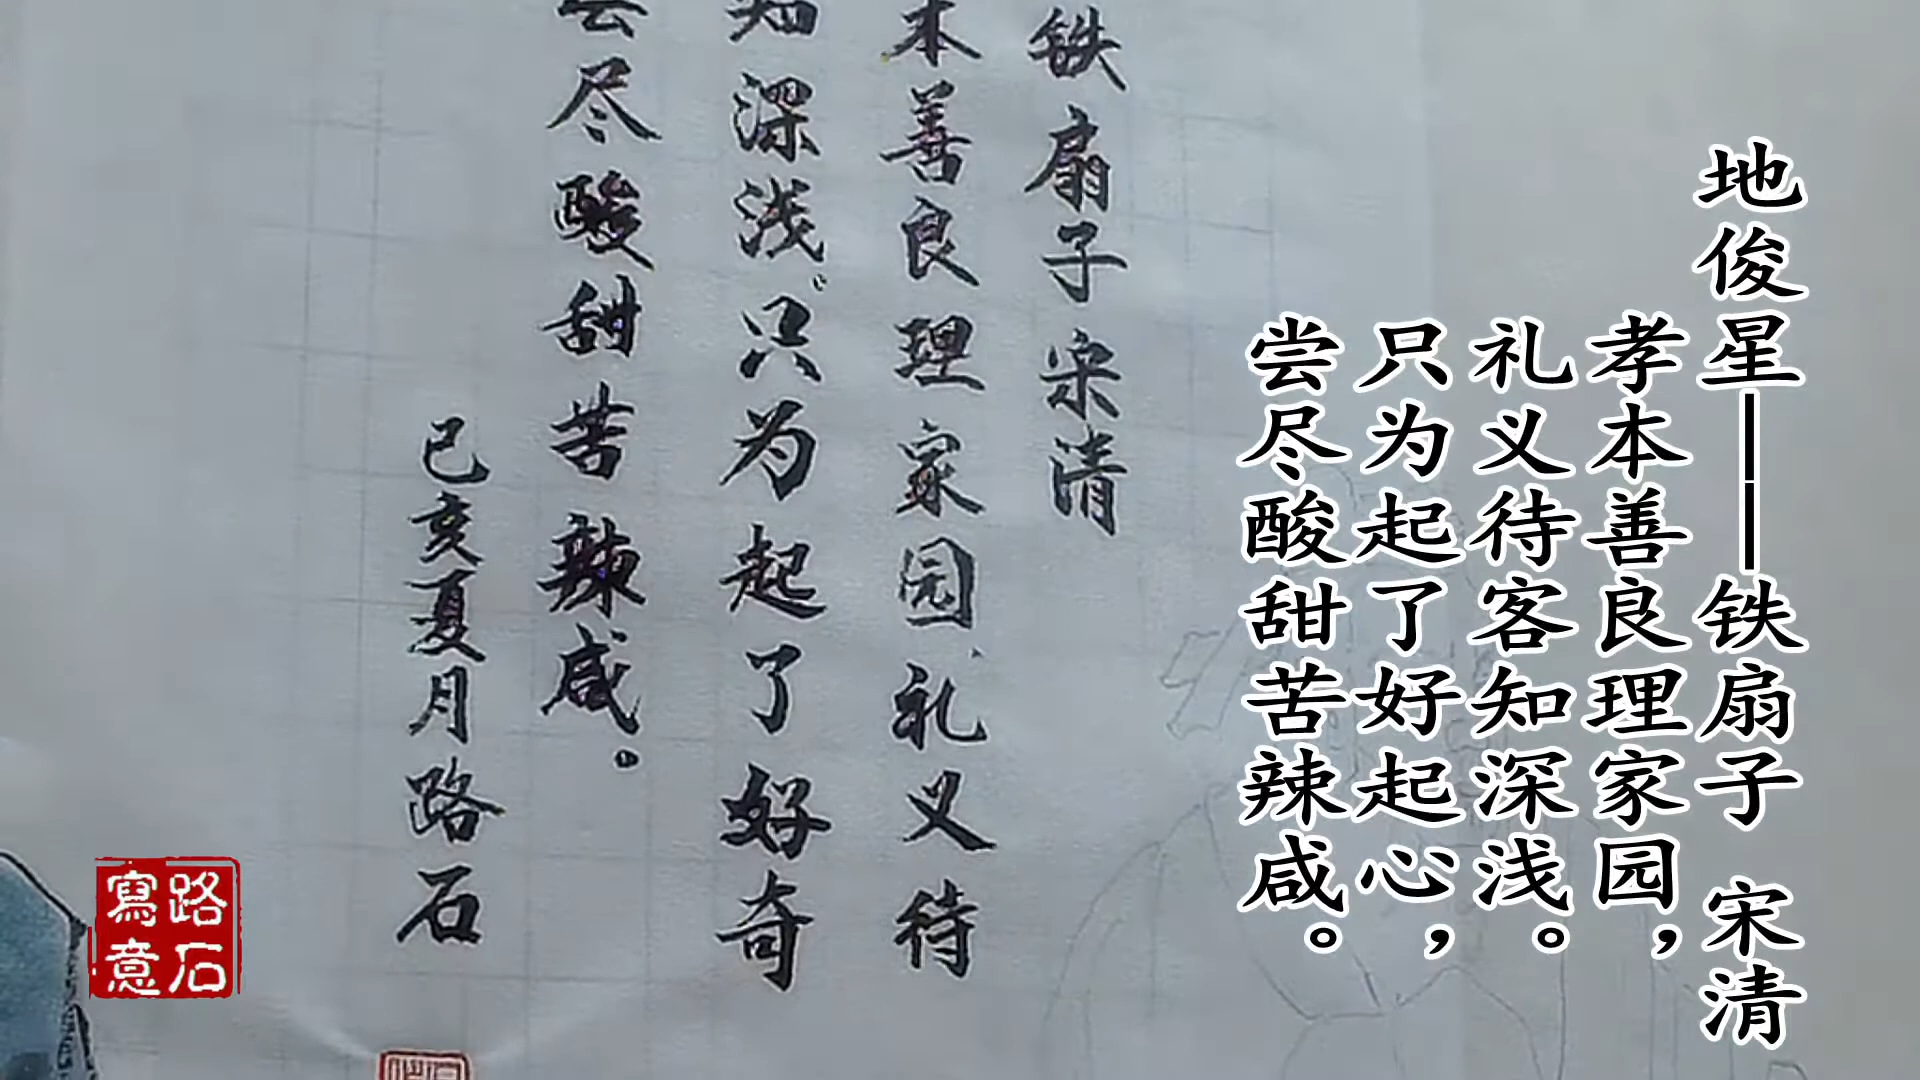 地俊星——铁扇子 宋清
孝本善良理家园，
礼义待客知深浅。
只为起了好起心，
尝尽酸甜苦辣咸。
铁扇子宋清
本善良理家园、礼义待
知深浅。只为起了好奇
尝尽酸甜苦辣咸。
已亥夏月路石
路石
寫意